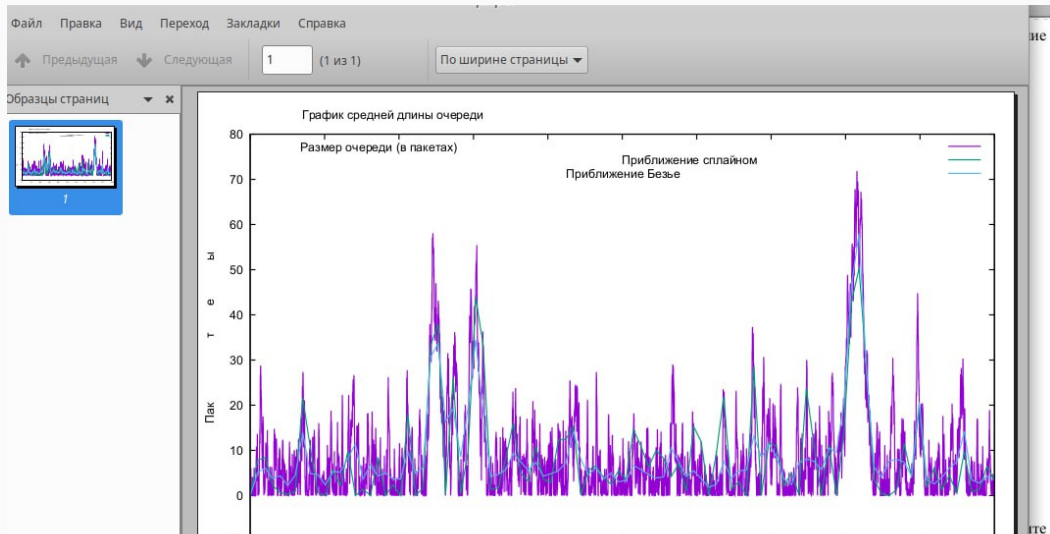 Файл Правка Вид Переход Закладки Справка
Предыдущая Следующая 1 (1 из 1) По ширине страницы
Образцы страниц
1
График средней длины очереди
Размер очереди (в пакетах)
Приближение сплайном
Приближение Безье
80
70
60
50
40
30
20
10
0
Пак т е ы